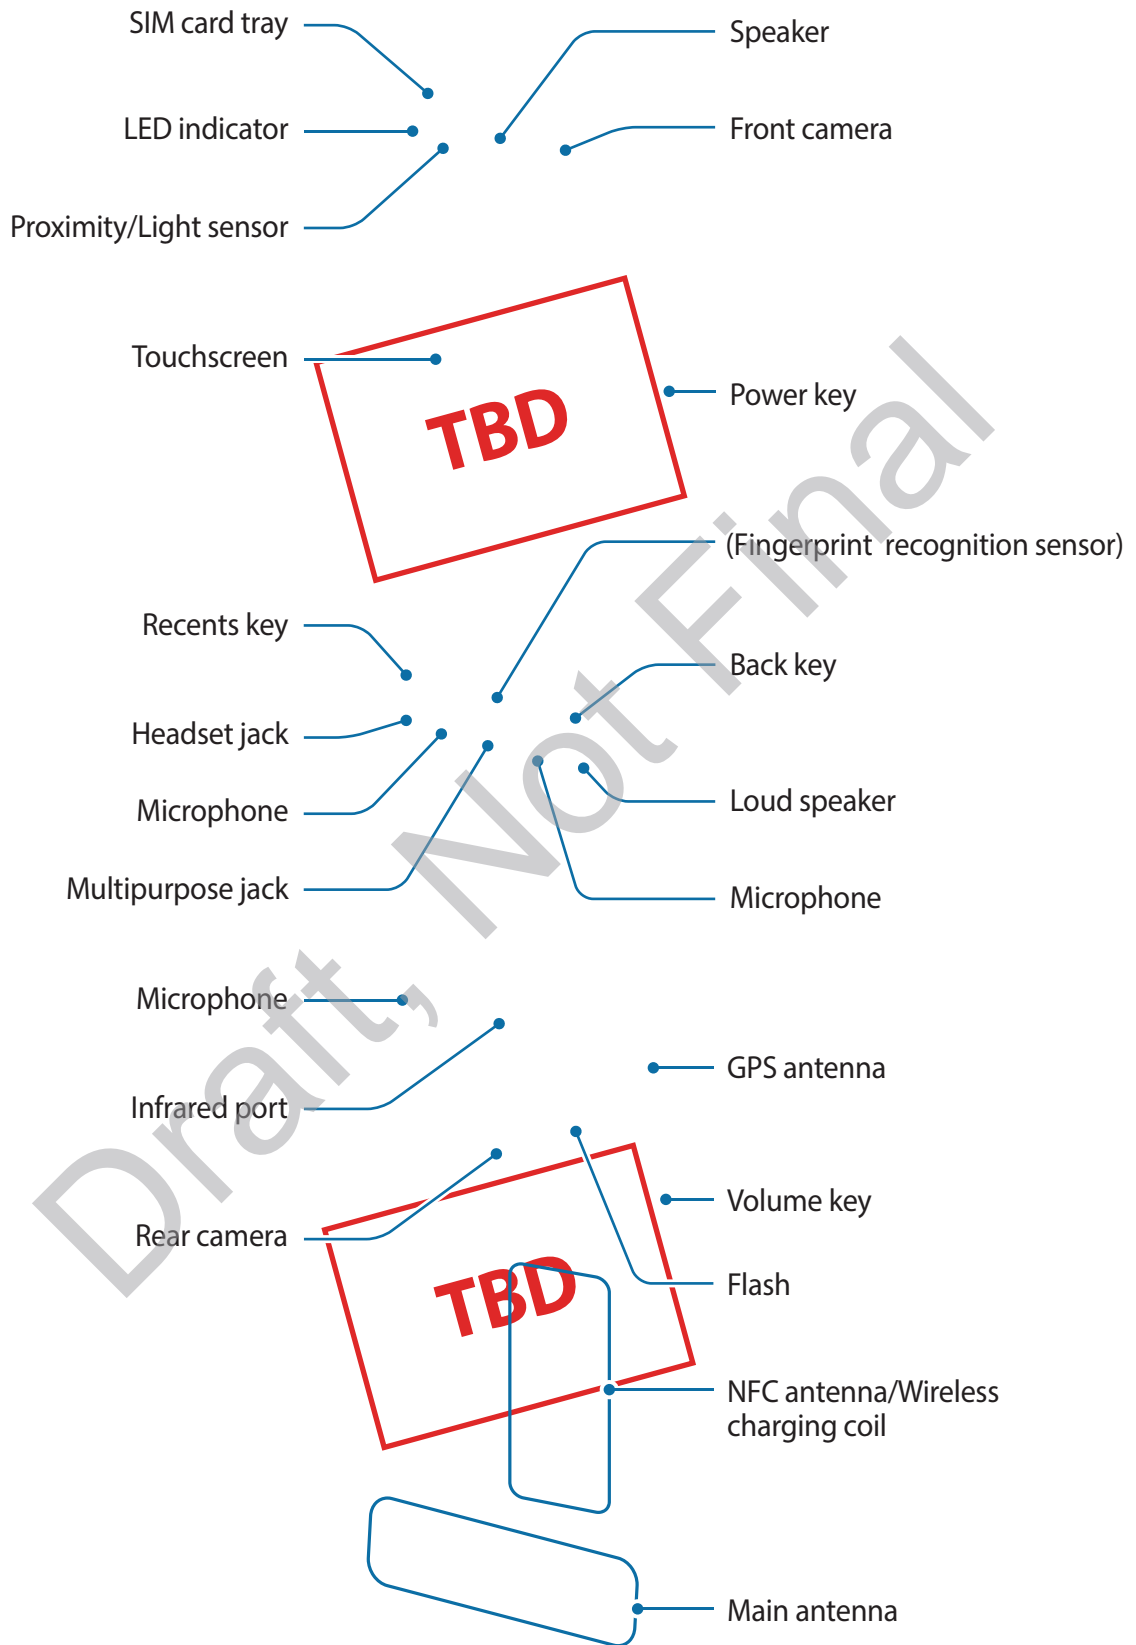 SIM card tray
Speaker
LED indicator
Front camera
Proximity/Light sensor
Touchscreen
Power key
TBD
(Fingerprint recognition sensor)
Recents key
Back key
Headset jack
Loud speaker
Microphone
Multipurpose jack
Microphone
Microphone
GPS antenna
Infrared port
Volume key
Rear camera
Flash
TBD
NFC antenna/Wireless
charging coil
Main antenna
Draft, Not Final